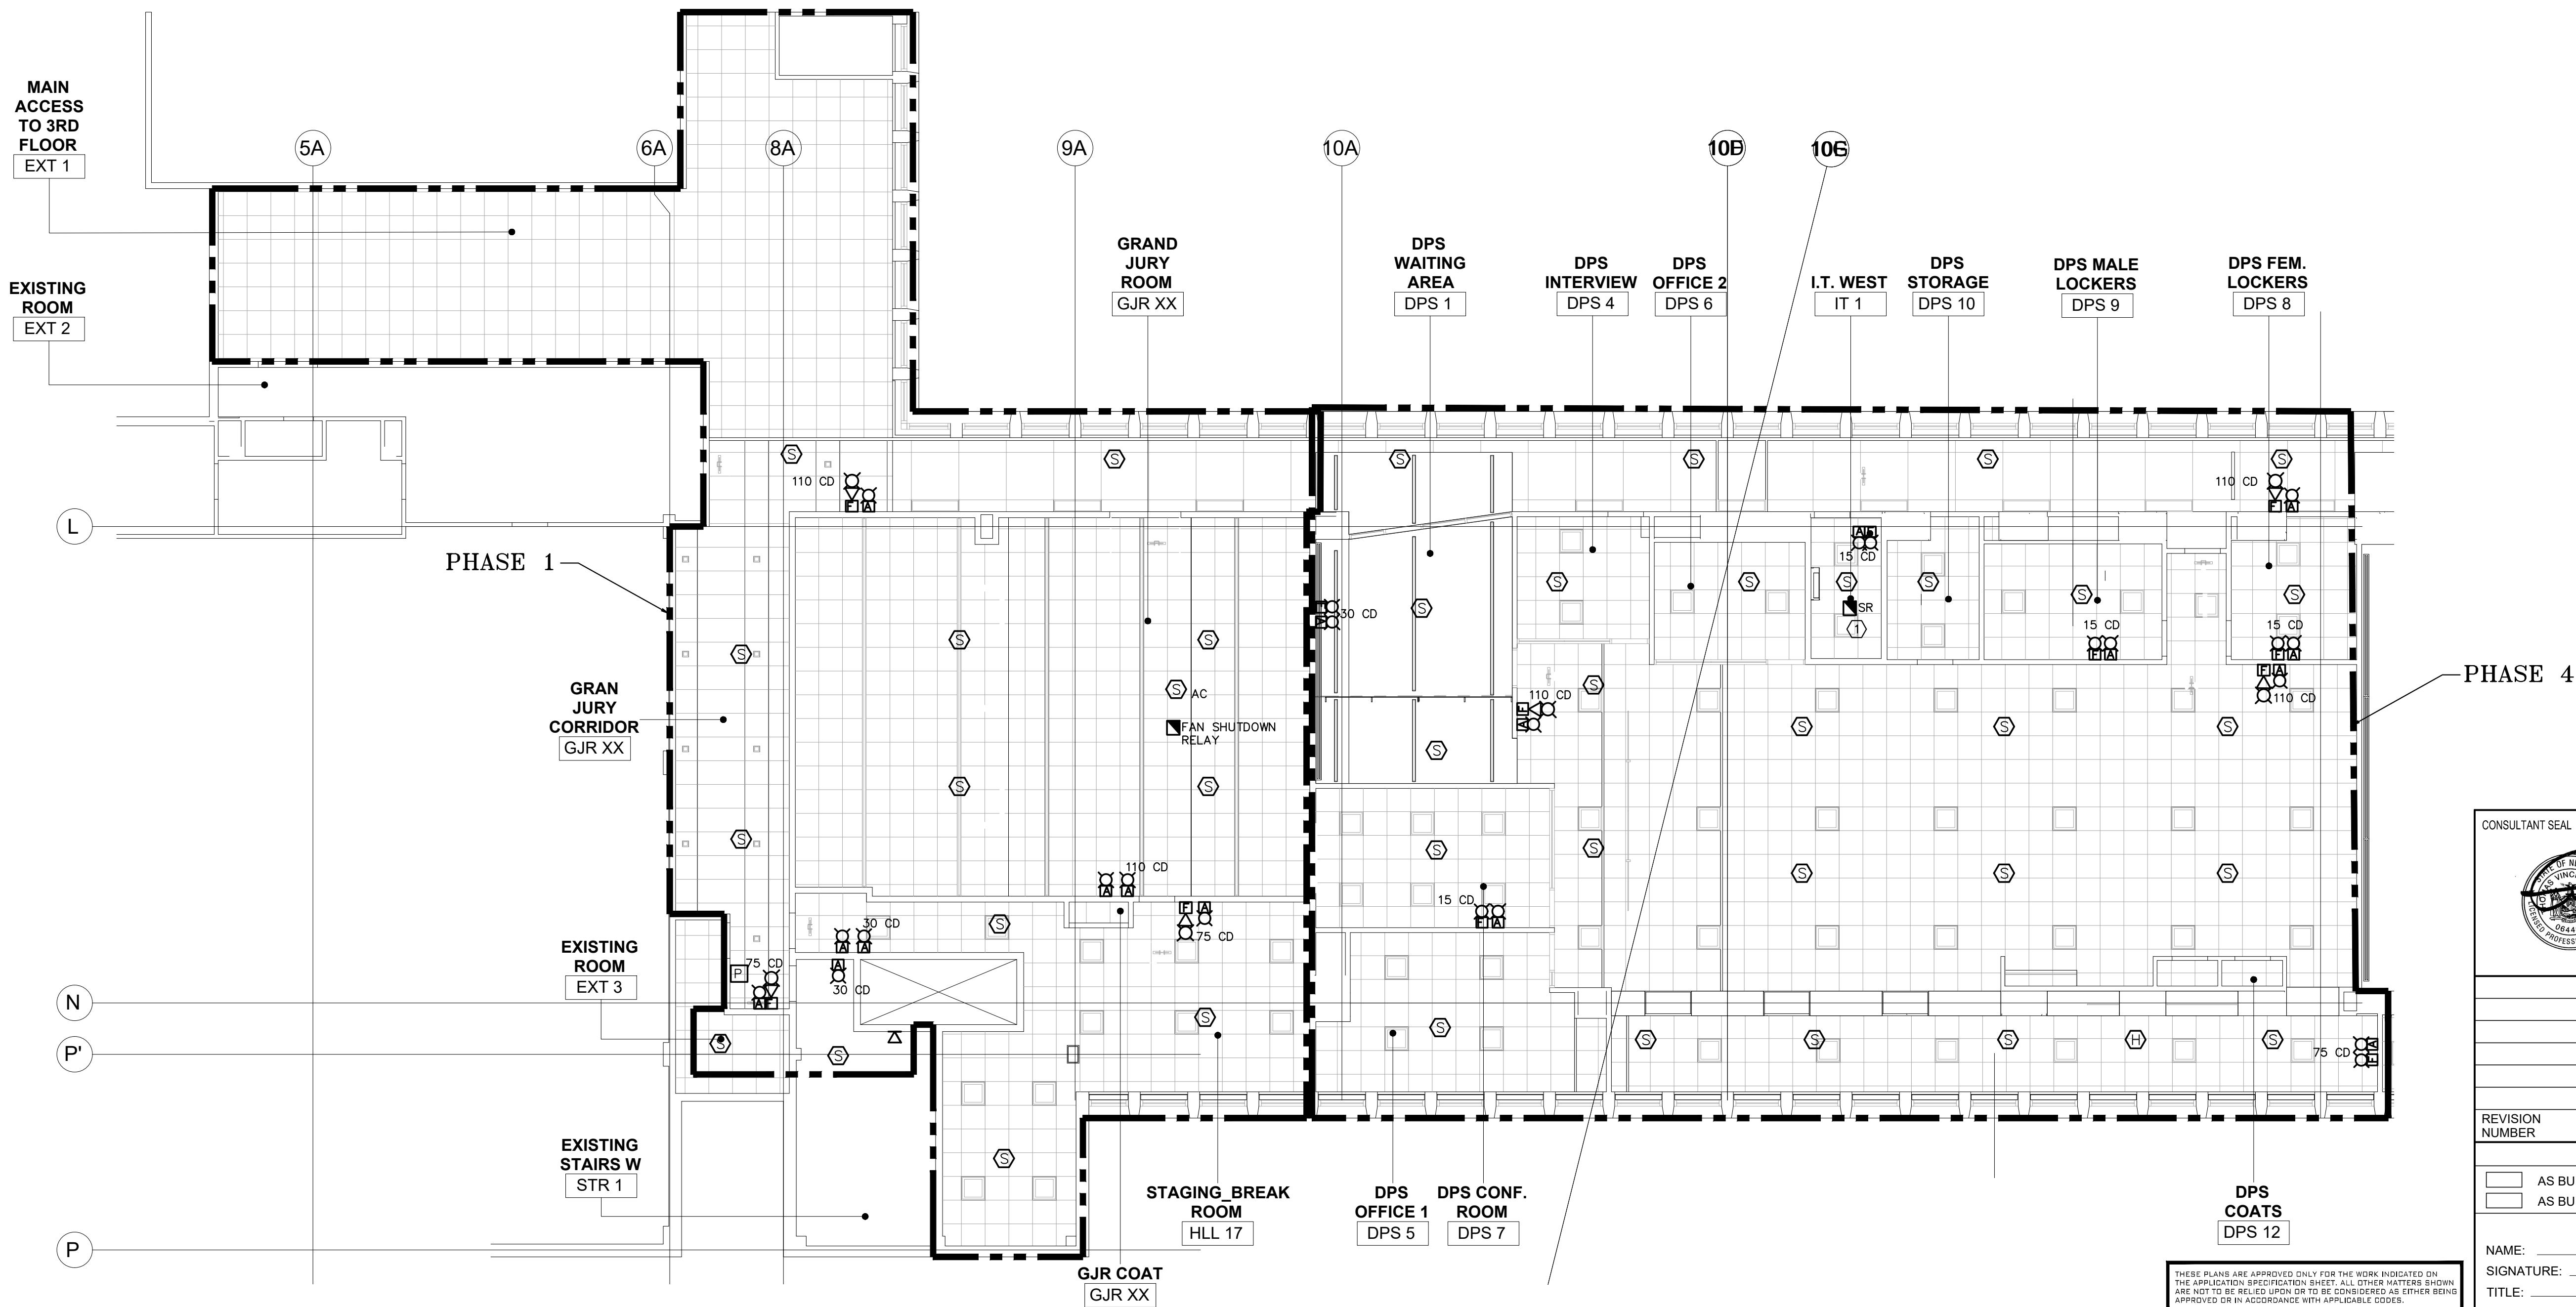 MAIN
ACCESS
TO 3RD
FLOOR
EXT 1
EXISTING
ROOM
EXT 2
5A
6A
8A
9A
10A
GRAND
JURY
ROOM
GJR XX
DPS
WAITING
AREA
DPS 1
DPS
INTERVIEW
DPS 4
DPS
OFFICE 2
DPS 6
I.T. WEST
IT 1
DPS
STORAGE
DPS 10
DPS MALE
LOCKERS
DPS 9
DPS FEM.
LOCKERS
DPS 8
S
S
S
S
S
S
110 CD
F A
110 CD
F A
L
PHASE 1
A F
15 CD
S
S
S
S
S
S
S
SR
1
30 CD
15 CD
F A
15 CD
F A
S
S
S
F A
110 CD
PHASE 4
GRAN
JURY
CORRIDOR
GJR XX
S AC
FAN SHUTDOWN
RELAY
S
110 CD
F
A
S
S
S
S
S
S
S
S
S
S
S
S
S
110 CD
A A
15 CD
F A
F A
75 CD
30 CD
A A
S
A
30 CD
P
75 CD
A F
EXISTING
ROOM
EXT 3
N
P'
S
S
S
S
S
S
S
H
S
75 CD
A
F
EXISTING
STAIRS W
STR 1
S
P
STAGING_BREAK
ROOM
HLL 17
DPS
OFFICE 1
DPS 5
DPS CONF.
ROOM
DPS 7
DPS
COATS
DPS 12
GJR COAT
GJR XX
CONSULTANT SEAL
STATE OF N
REVISION
NUMBER
AS BU
AS BU
NAME:
SIGNATURE:
TITLE:
THESE PLANS ARE APPROVED ONLY FOR THE WORK INDICATED ON
THE APPLICATION SPECIFICATION SHEET. ALL OTHER MATTERS SHOWN
ARE NOT TO BE RELIED UPON OR TO BE CONSIDERED AS EITHER BEING
APPROVED OR IN ACCORDANCE WITH APPLICABLE CODES.